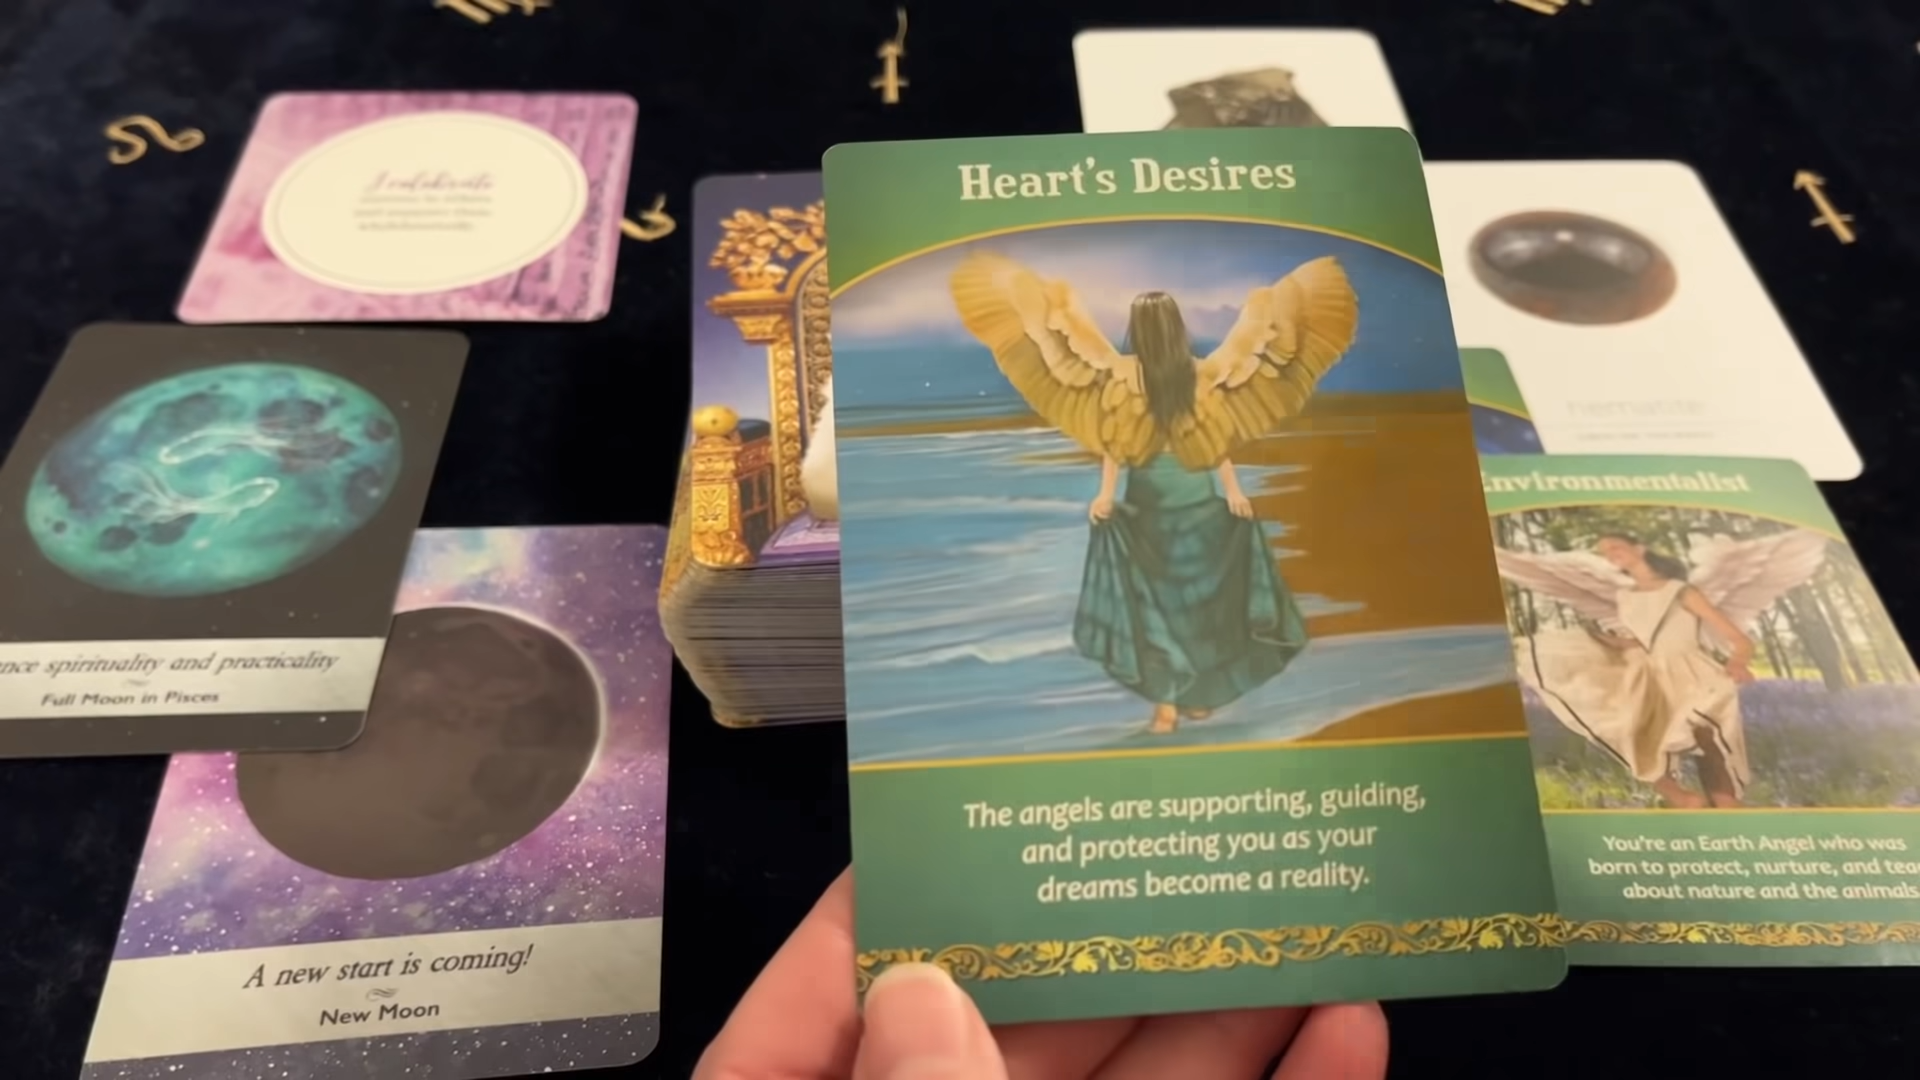 Heart's Desires
The angels are supporting, guiding,
and protecting you as your
dreams become a reality.
Environmentalist
You're an Earth Angel who was
born to protect, nurture, and tea
about nature and the animals
nce spirituality and practicality
Full Moon in Pisces
A new start is coming!
New Moon
I celebrate
hematite